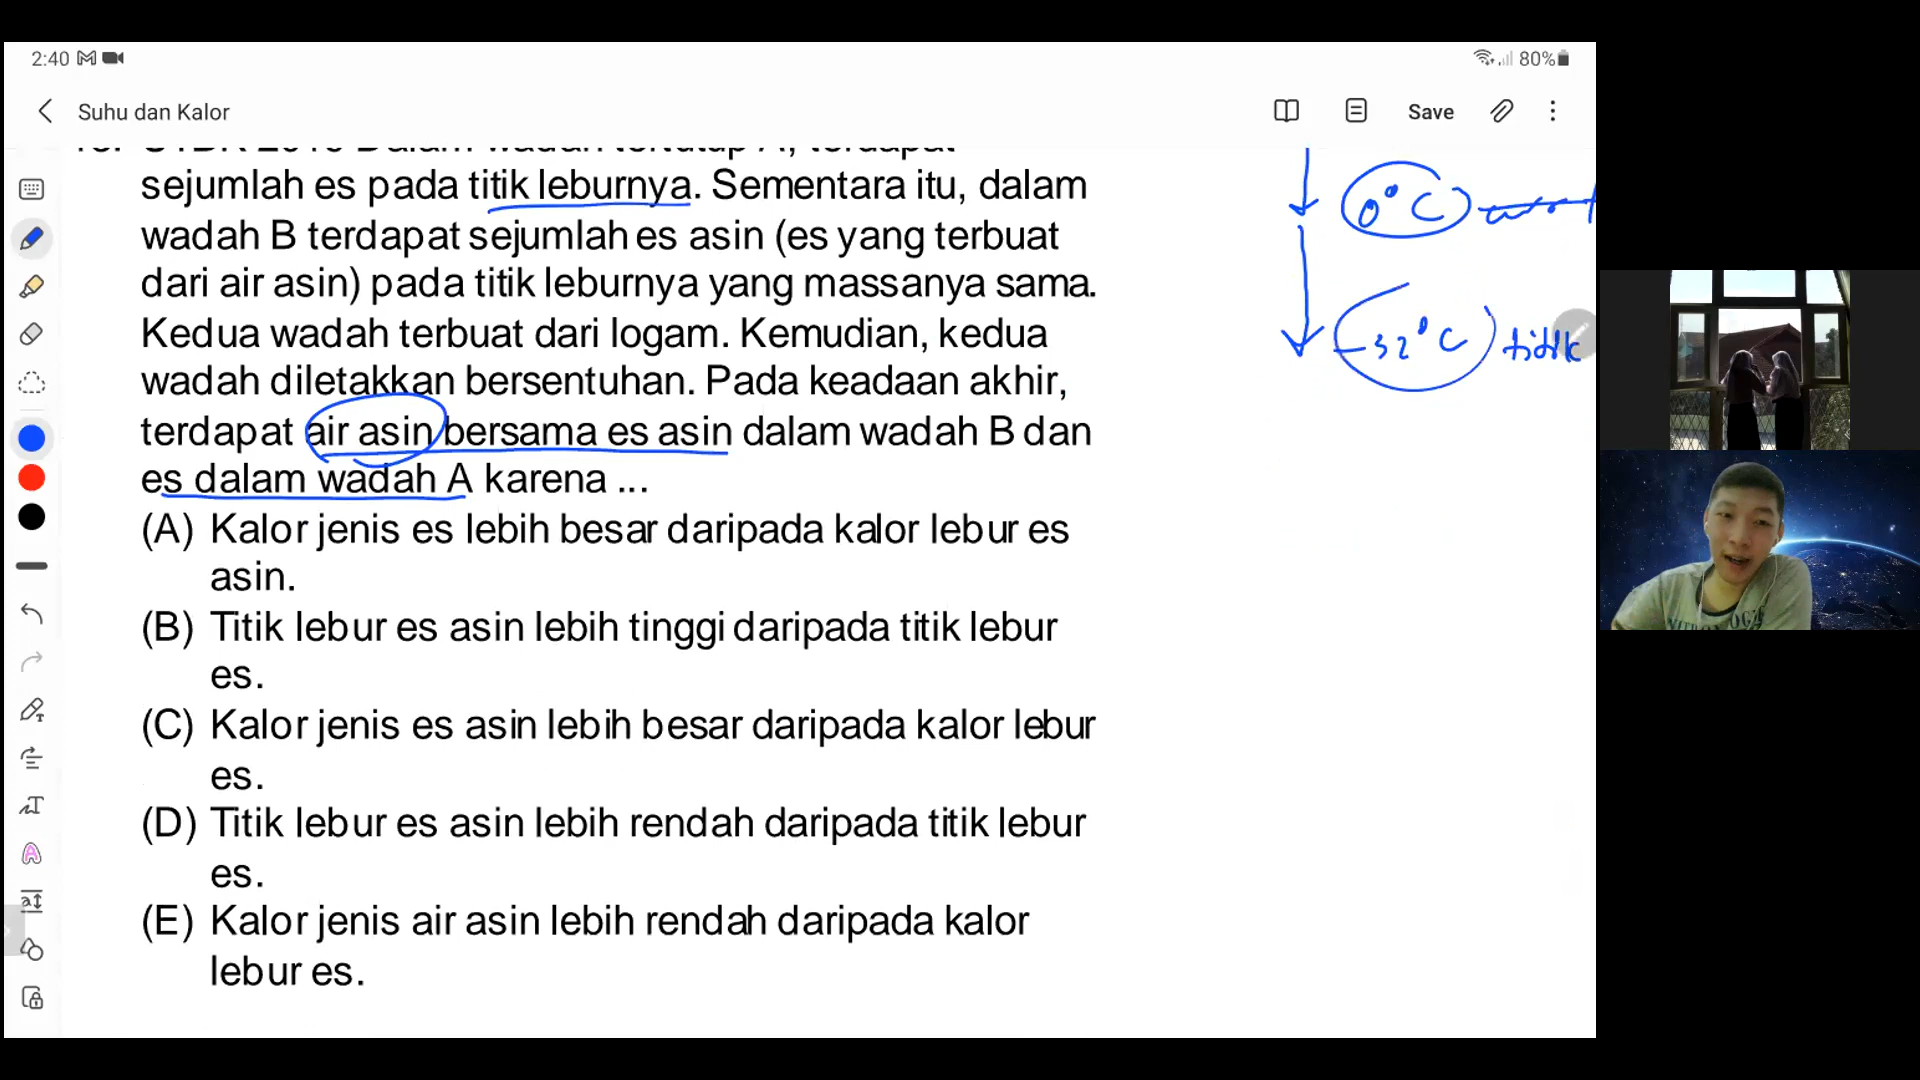 2:40
80%
Suhu dan Kalor
Save
sejumlah es pada titik leburnya. Sementara itu, dalam
wadah B terdapat sejumlah es asin (es yang terbuat
dari air asin) pada titik leburnya yang massanya sama.
Kedua wadah terbuat dari logam. Kemudian, kedua
wadah diletakkan bersentuhan. Pada keadaan akhir,
terdapat air asin bersama es asin dalam wadah B dan
es dalam wadah A karena ...
(A) Kalor jenis es lebih besar daripada kalor lebur es
asin.
(B) Titik lebur es asin lebih tinggi daripada titik lebur
es.
(C) Kalor jenis es asin lebih besar daripada kalor lebur
es.
(D) Titik lebur es asin lebih rendah daripada titik lebur
es.
(E) Kalor jenis air asin lebih rendah daripada kalor
lebur es.
0°C
-32°C